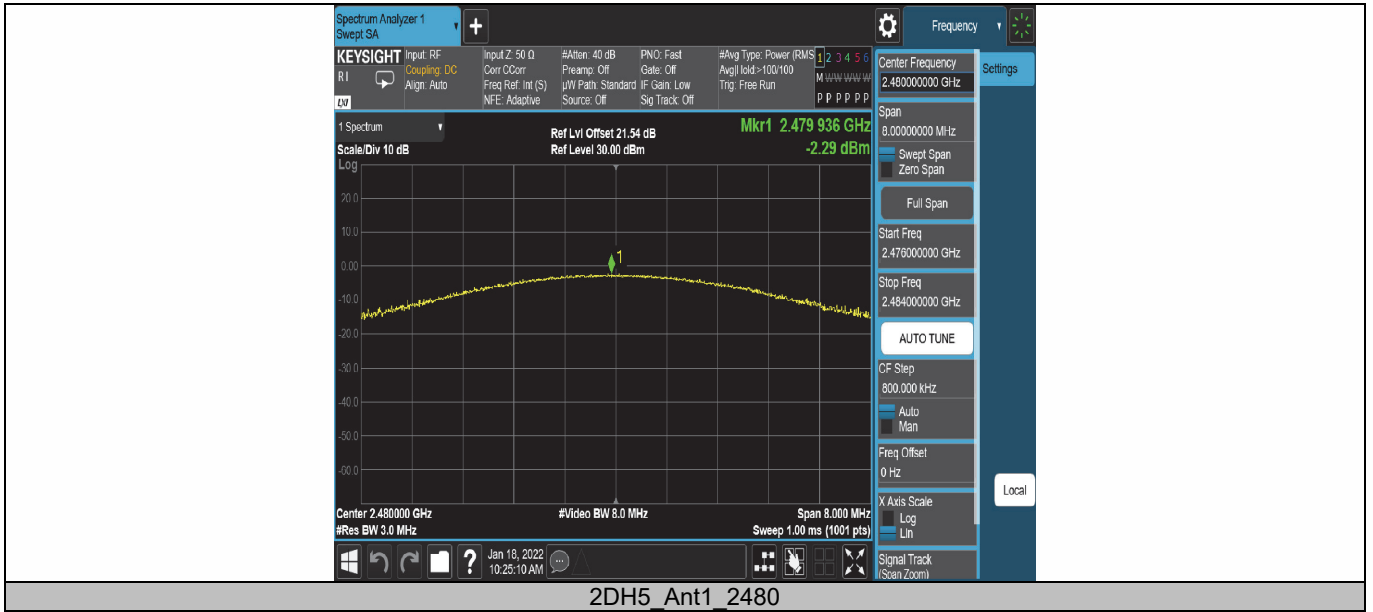 Spectrum Analyzer 1
Swept SA
+
Frequency
KEYSIGHT
R I
LXI
Input: RF
Coupling: DC
Align: Auto
Input Z: 50 Ω
Corr CCorr
Freq Ref: Int (S)
NFE: Adaptive
#Atten: 40 dB
Preamp: Off
µW Path: Standard
Source: Off
PNO: Fast
Gate: Off
IF Gain: Low
Sig Track: Off
#Avg Type: Power (RMS
Avg|Hold:>100/100
Trig: Free Run
1 2 3 4 5 6
M W W W W W
P P P P P P
1 Spectrum
Scale/Div 10 dB
Log
Ref Lvl Offset 21.54 dB
Ref Level 30.00 dBm
Mkr1 2.479 936 GHz
-2.29 dBm
20.0
10.0
0.00
-10.0
-20.0
-30.0
-40.0
-50.0
-60.0
1
Center 2.480000 GHz
#Res BW 3.0 MHz
#Video BW 8.0 MHz
Span 8.000 MHz
Sweep 1.00 ms (1001 pts)
?
Jan 18, 2022
10:25:10 AM
Center Frequency
2.480000000 GHz
Span
8.00000000 MHz
Swept Span
Zero Span
Full Span
Start Freq
2.476000000 GHz
Stop Freq
2.484000000 GHz
AUTO TUNE
CF Step
800.000 kHz
Auto
Man
Freq Offset
0 Hz
X Axis Scale
Log
Lin
Signal Track
(Span Zoom)
Settings
Local
2DH5_Ant1_2480